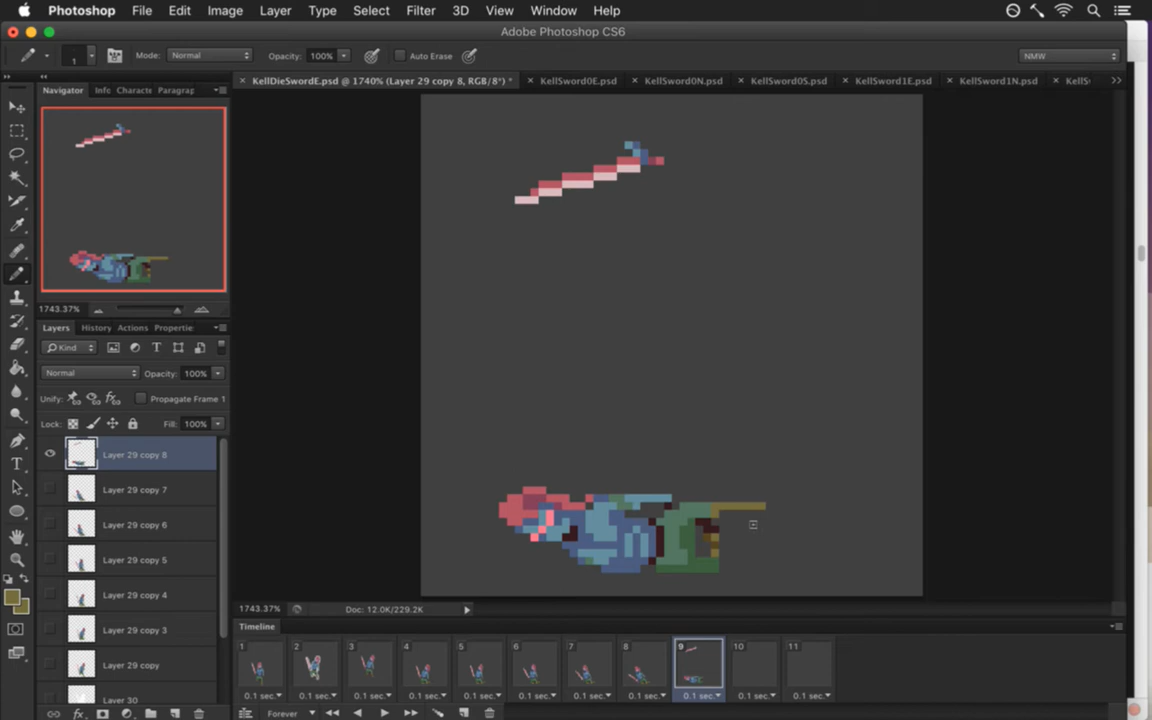 Photoshop File Edit Image Layer Type Select Filter 3D View Window Help
Adobe Photoshop CS6
1 Mode: Normal Opacity: 100% Auto Erase NMW
KellDieSwordE.psd @ 1740% (Layer 29 copy 8, RGB/8*) * KellSword0E.psd KellSword0N.psd KellSword0S.psd KellSword1E.psd KellSword1N.psd KellS
Navigator Info Characte Paragrap
1743.37%
Layers History Actions Propertie
Kind
Normal Opacity: 100%
Unify: Propagate Frame 1
Lock: Fill: 100%
Layer 29 copy 8
Layer 29 copy 7
Layer 29 copy 6
Layer 29 copy 5
Layer 29 copy 4
Layer 29 copy 3
Layer 29 copy
Layer 30
1743.37% Doc: 12.0K/229.2K
Timeline
1 2 3 4 5 6 7 8 9 10 11
0.1 sec. 0.1 sec. 0.1 sec. 0.1 sec. 0.1 sec. 0.1 sec. 0.1 sec. 0.1 sec. 0.1 sec. 0.1 sec. 0.1 sec.
Forever